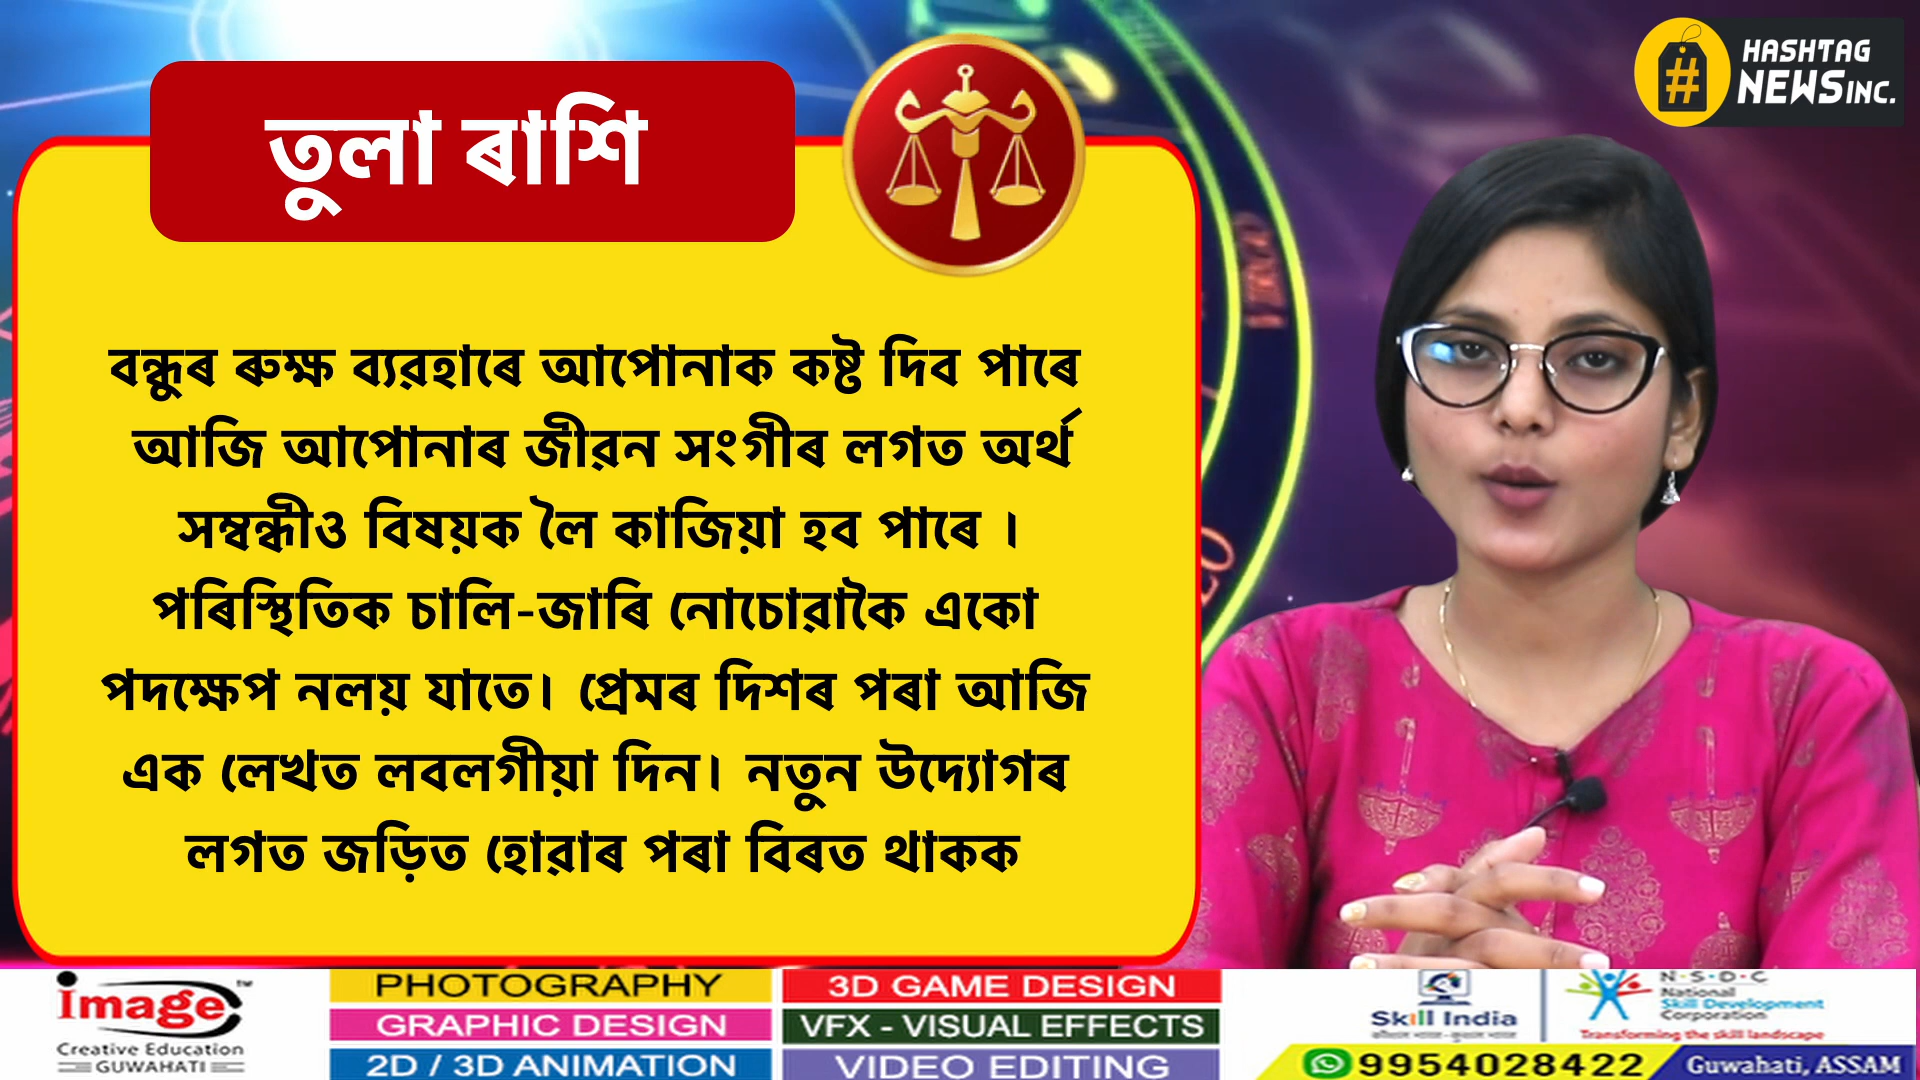 HASHTAG
NEWS INC.
#
তুলা ৰাশি
বন্ধুৰ ৰুক্ষ ব্যৱহাৰে আপোনাক কষ্ট দিব পাৰে
আজি আপোনাৰ জীৱন সংগীৰ লগত অৰ্থ
সম্বন্ধীও বিষয়ক লৈ কাজিয়া হব পাৰে ।
পৰিস্থিতিক চালি-জাৰি নোচোৱাকৈ একো
পদক্ষেপ নলয় যাতে। প্ৰেমৰ দিশৰ পৰা আজি
এক লেখত লবলগীয়া দিন। নতুন উদ্যোগৰ
লগত জড়িত হোৱাৰ পৰা বিৰত থাকক
image TM
Creative Education
GUWAHATI
PHOTOGRAPHY
GRAPHIC DESIGN
2D / 3D ANIMATION
3D GAME DESIGN
VFX - VISUAL EFFECTS
VIDEO EDITING
Skill India
N·S·D·C
National
Skill Development
Corporation
Transforming the skill landscape
9954028422
Guwahati, ASSAM